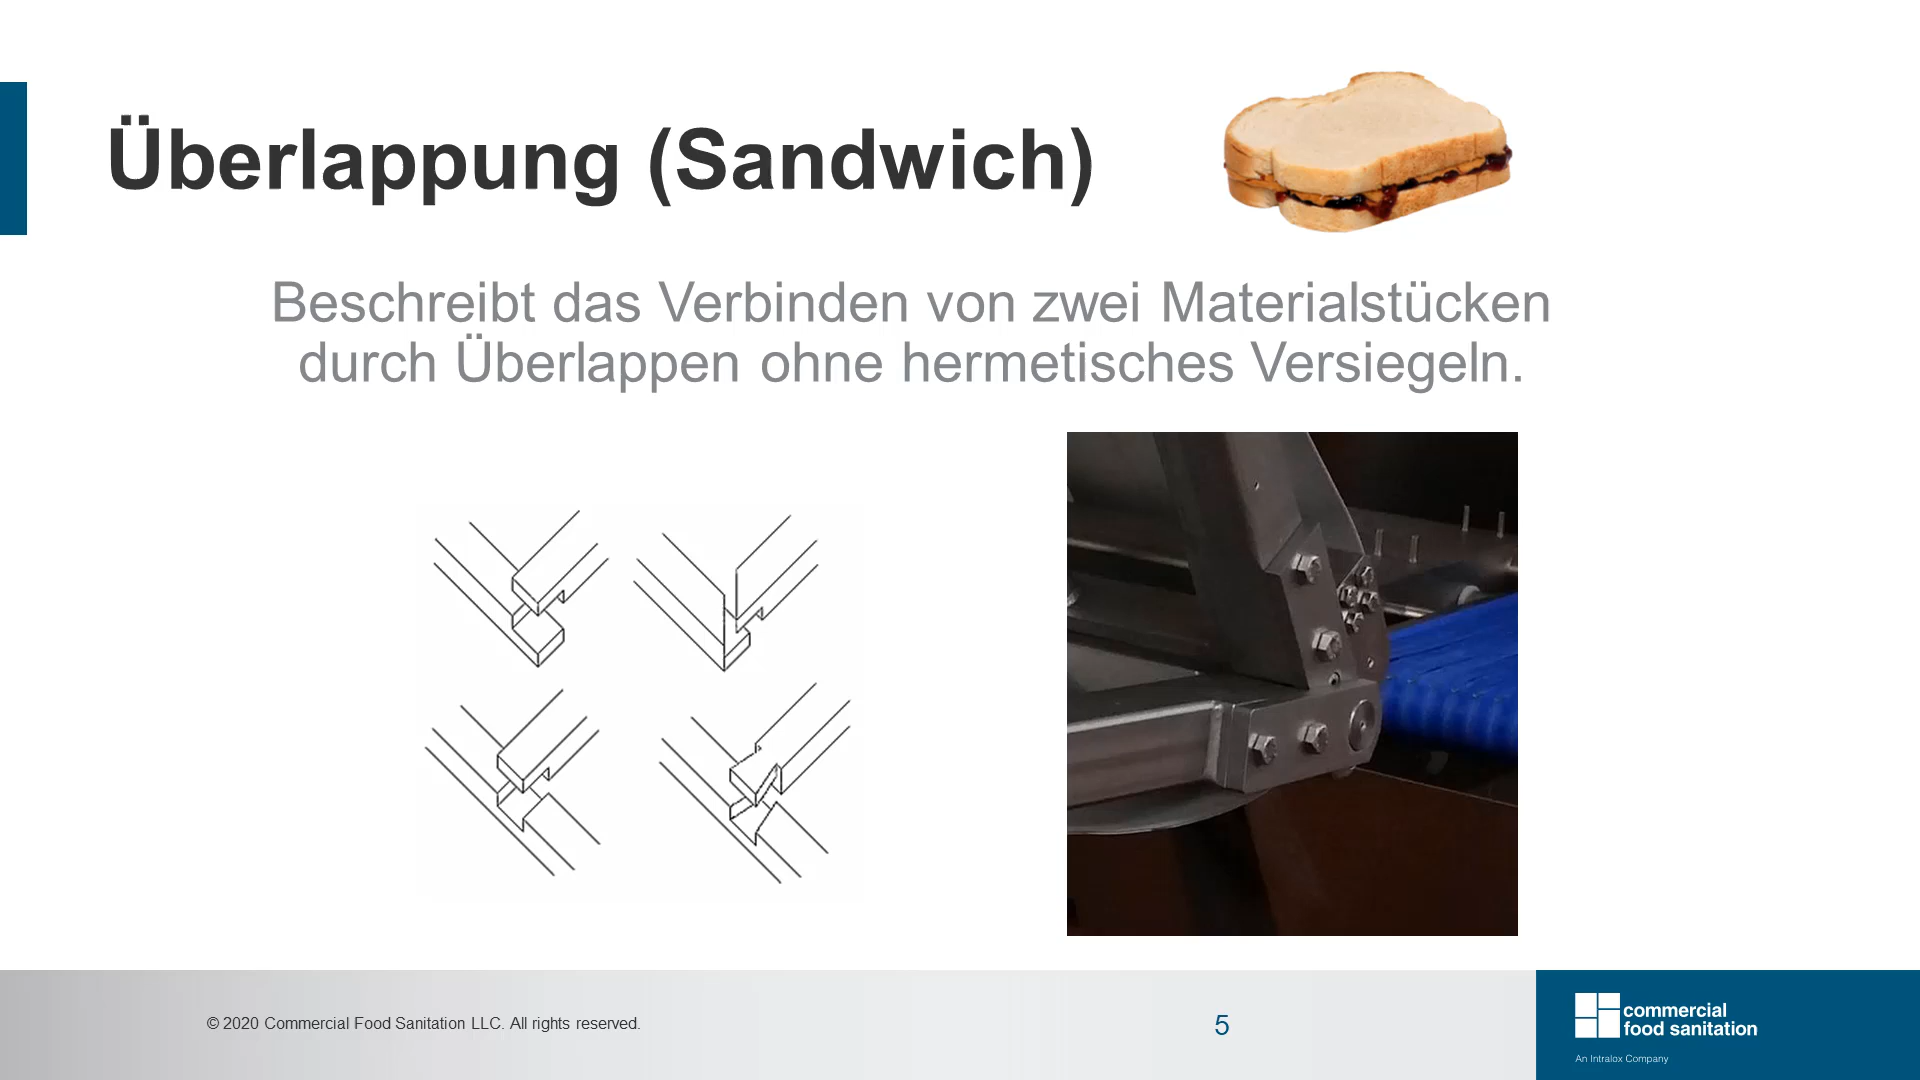 Überlappung (Sandwich)
Beschreibt das Verbinden von zwei Materialstücken
durch Überlappen ohne hermetisches Versiegeln.
© 2020 Commercial Food Sanitation LLC. All rights reserved.
5
commercial
food sanitation
An Intralox Company